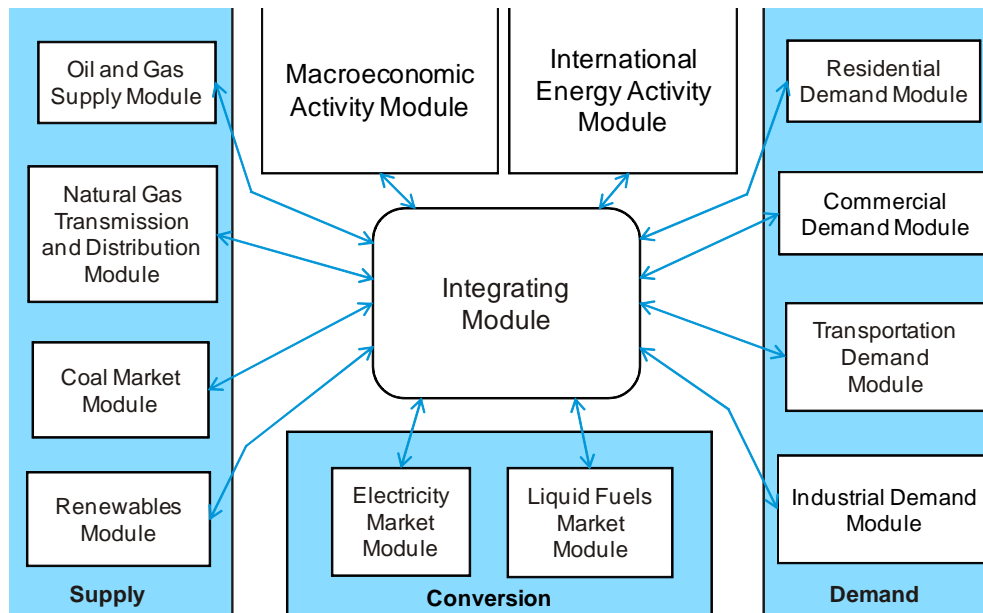 Oil and Gas
Supply Module
Natural Gas
Transmission
and Distribution
Module
Coal Market
Module
Renewables
Module
Supply
Macroeconomic
Activity Module
International
Energy Activity
Module
Integrating
Module
Electricity
Market
Module
Liquid Fuels
Market
Module
Conversion
Residential
Demand Module
Commercial
Demand Module
Transportation
Demand
Module
Industrial Demand
Module
Demand